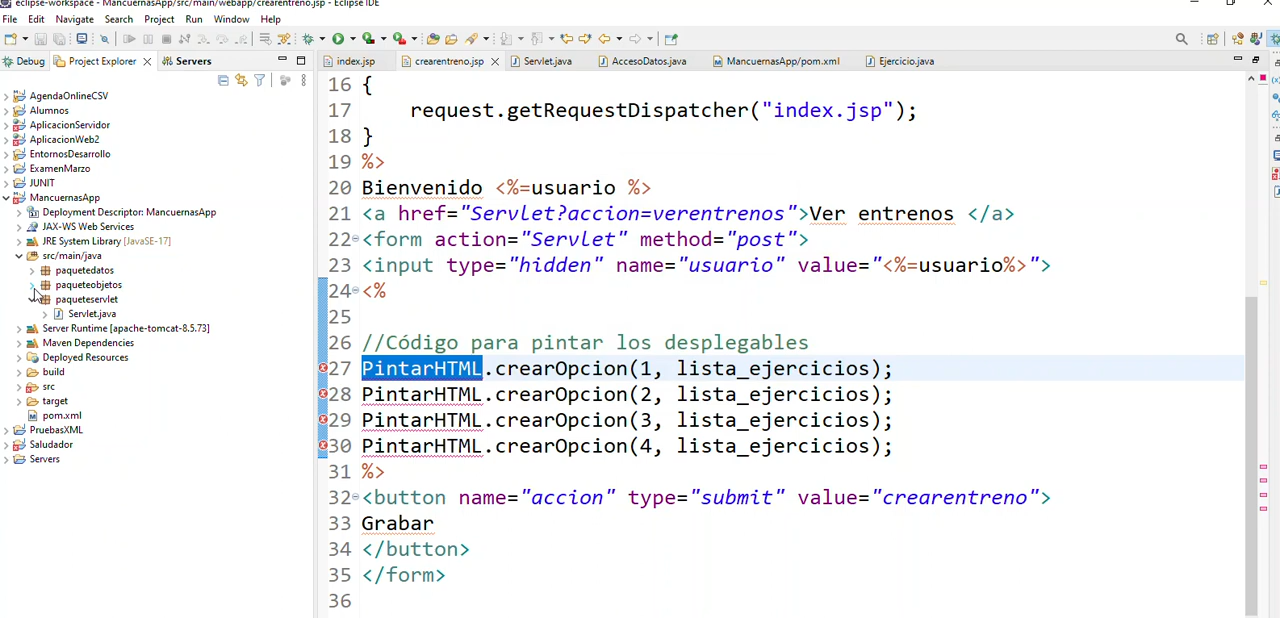 eclipse-workspace - MancuernasApp/src/main/webapp/crearentreno.jsp - Eclipse IDE
File Edit Navigate Search Project Run Window Help
Debug Project Explorer Servers
index.jsp crearentreno.jsp Servlet.java AccesoDatos.java MancuernasApp/pom.xml Ejercicio.java
AgendaOnlineCSV
Alumnos
AplicacionServidor
AplicacionWeb2
EntornosDesarrollo
ExamenMarzo
JUNIT
MancuernasApp
Deployment Descriptor: MancuernasApp
JAX-WS Web Services
JRE System Library [JavaSE-17]
src/main/java
paquetedatos
paqueteobjetos
paqueteservlet
Servlet.java
Server Runtime [apache-tomcat-8.5.73]
Maven Dependencies
Deployed Resources
build
src
target
pom.xml
PruebasXML
Saludador
Servers
16 {
17 request.getRequestDispatcher("index.jsp");
18 }
19 %>
20 Bienvenido <%=usuario %>
21 <a href="Servlet?accion=verentrenos">Ver entrenos </a>
22 <form action="Servlet" method="post">
23 <input type="hidden" name="usuario" value="<%=usuario%>">
24 <%
25
26 //Código para pintar los desplegables
27 PintarHTML.crearOpcion(1, lista_ejercicios);
28 PintarHTML.crearOpcion(2, lista_ejercicios);
29 PintarHTML.crearOpcion(3, lista_ejercicios);
30 PintarHTML.crearOpcion(4, lista_ejercicios);
31 %>
32 <button name="accion" type="submit" value="crearentreno">
33 Grabar
34 </button>
35 </form>
36